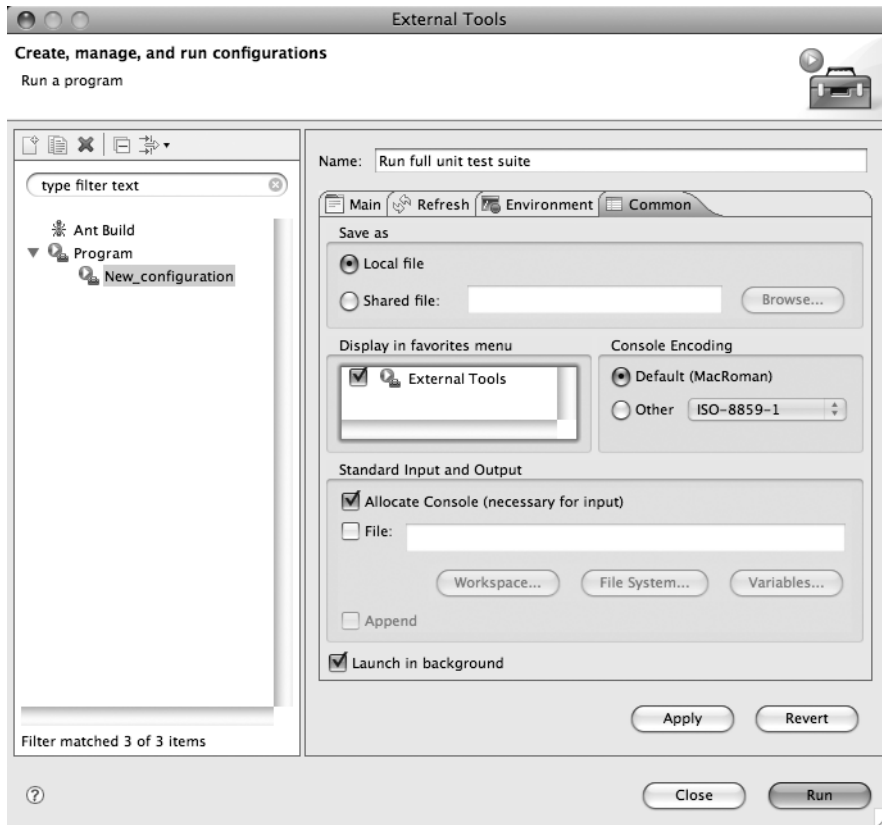 External Tools
Create, manage, and run configurations
Run a program
type filter text
Ant Build
Program
New_configuration
Filter matched 3 of 3 items
Name: Run full unit test suite
Main Refresh Environment Common
Save as
Local file
Shared file: Browse...
Display in favorites menu
External Tools
Console Encoding
Default (MacRoman)
Other ISO-8859-1
Standard Input and Output
Allocate Console (necessary for input)
File:
Workspace... File System... Variables...
Append
Launch in background
Apply Revert
? Close Run